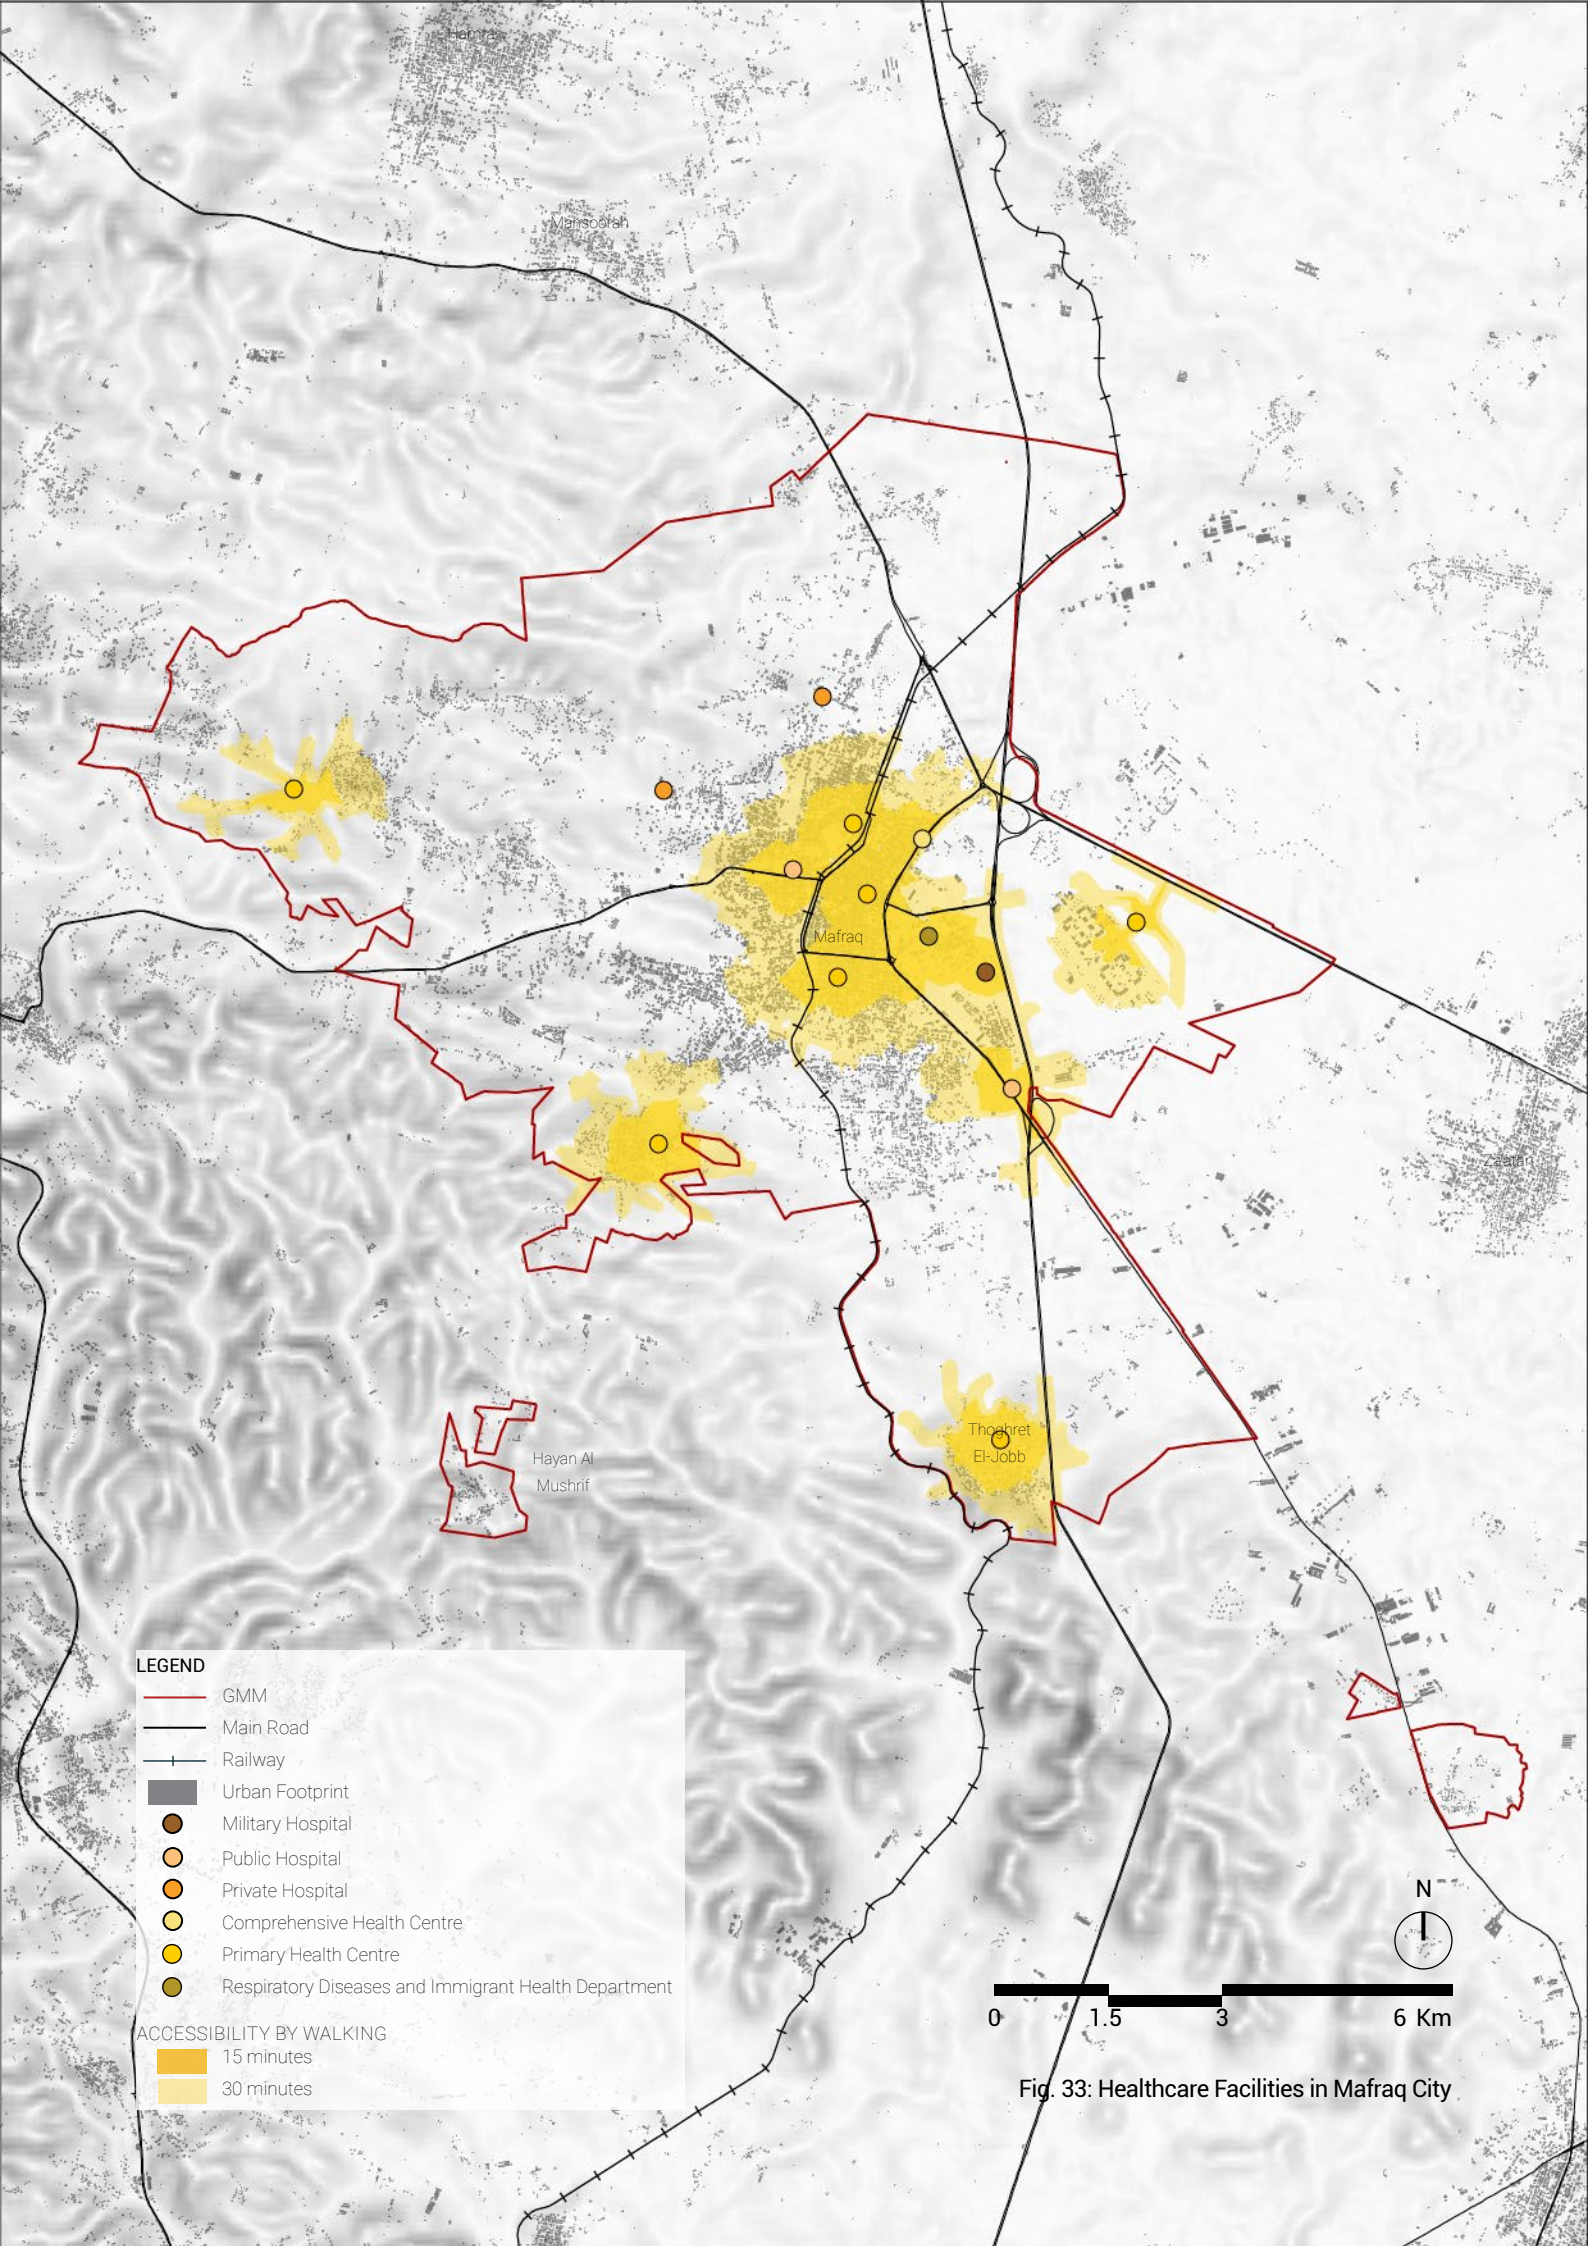 Hamra
Mansoorah
Mafraq
Zaatari
Thoghret
El-Jobb
Hayan Al
Mushrif
LEGEND
GMM
Main Road
Railway
Urban Footprint
Military Hospital
Public Hospital
Private Hospital
Comprehensive Health Centre
Primary Health Centre
Respiratory Diseases and Immigrant Health Department
ACCESSIBILITY BY WALKING
15 minutes
30 minutes
N
0 1.5 3 6 Km
Fig. 33: Healthcare Facilities in Mafraq City